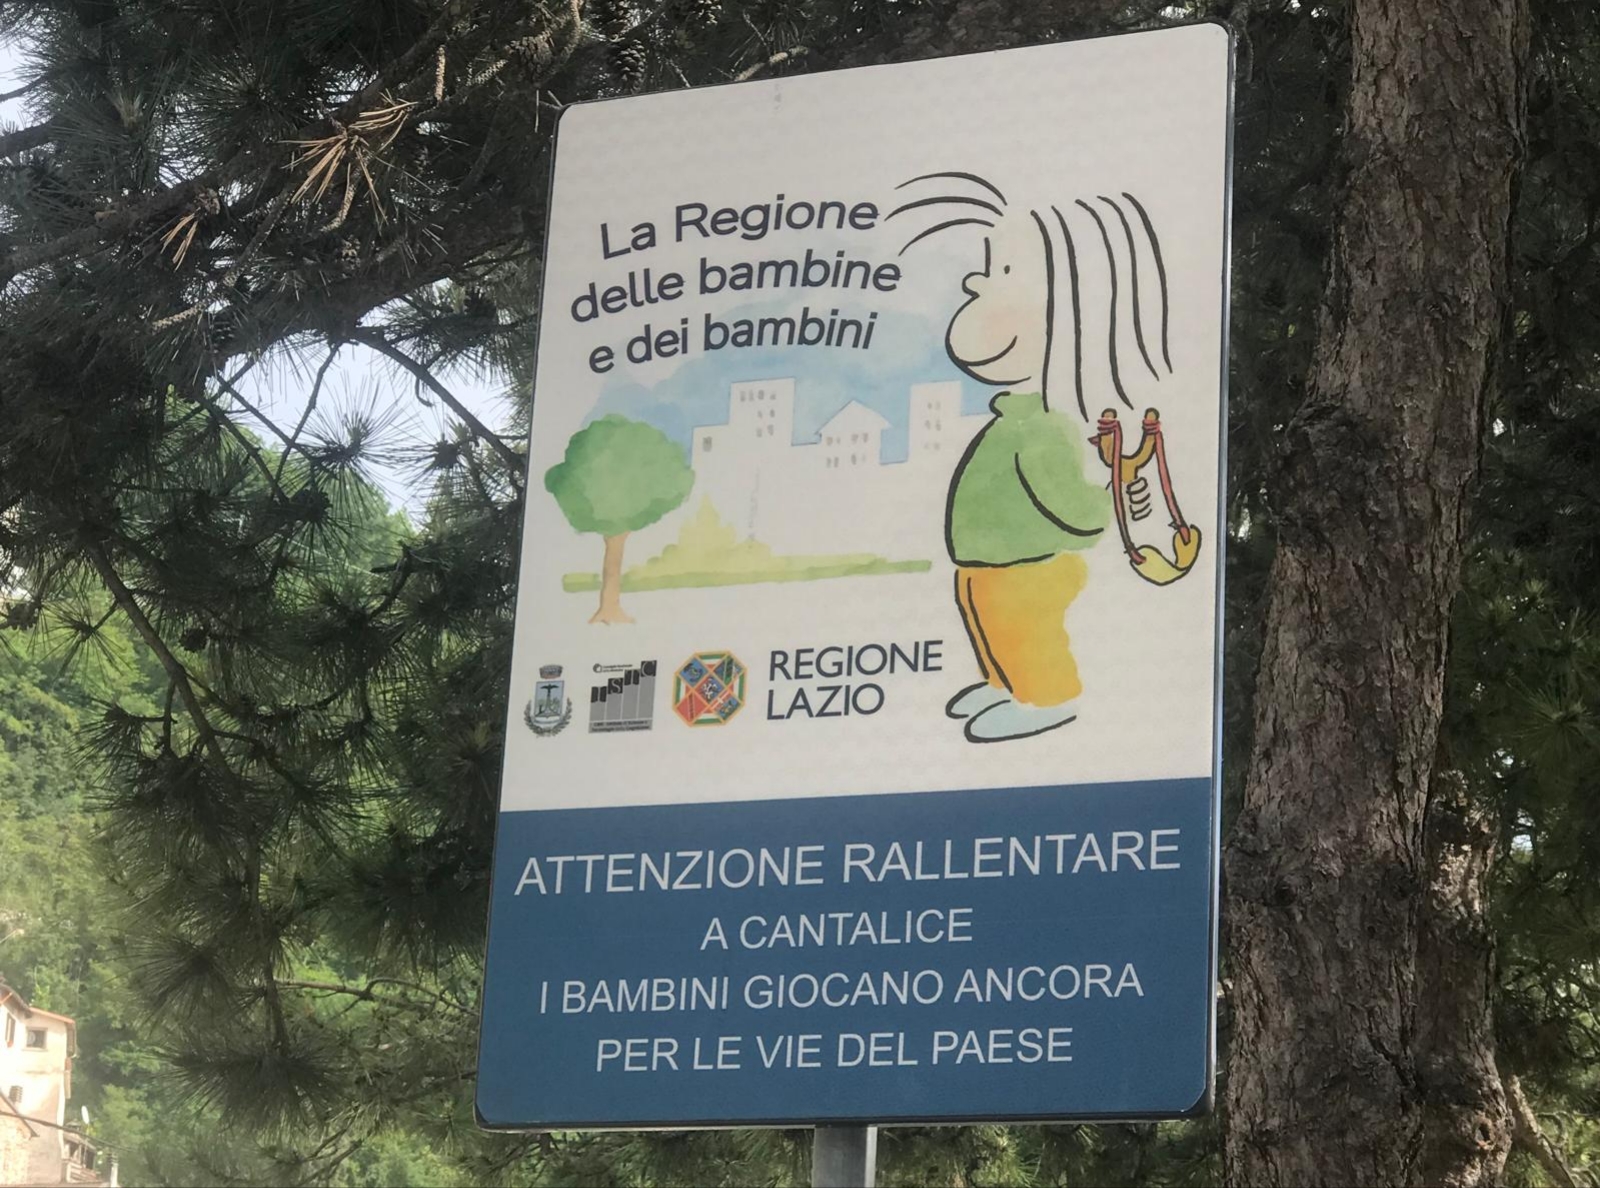 La Regione
delle bambine
e dei bambini
REGIONE
LAZIO
ATTENZIONE RALLENTARE
A CANTALICE
I BAMBINI GIOCANO ANCORA
PER LE VIE DEL PAESE